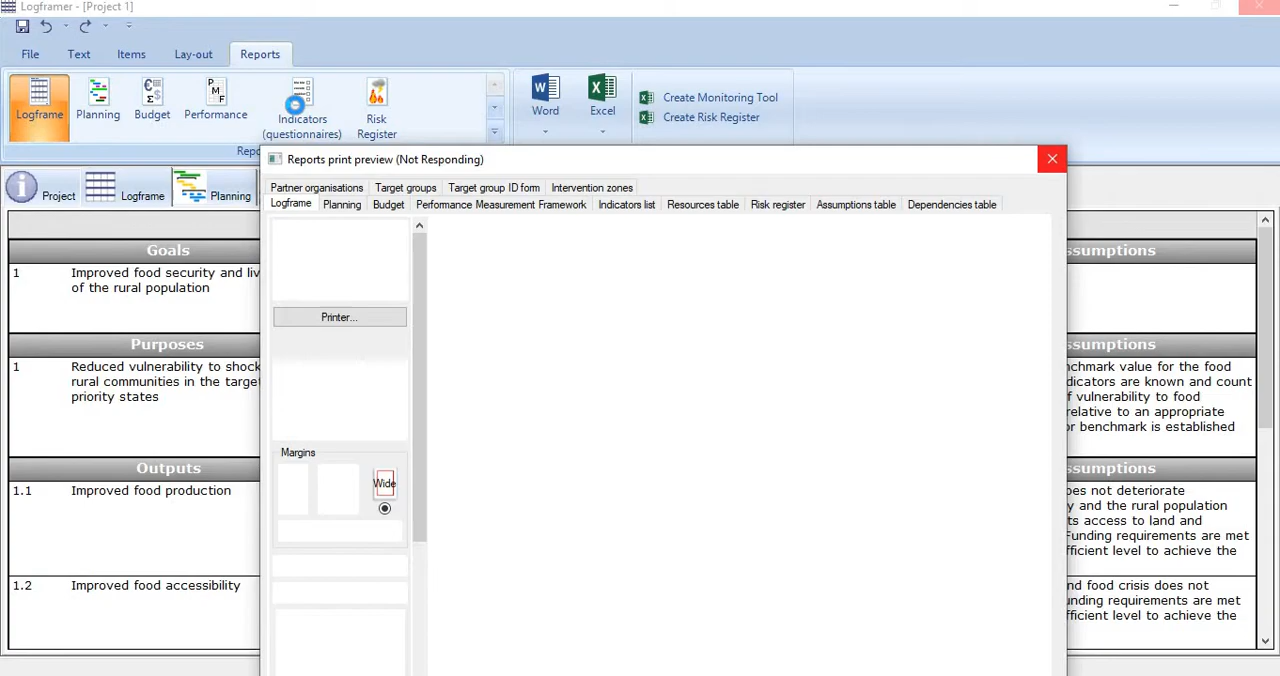 Logframer - [Project 1]
File Text Items Lay-out Reports
Logframe Planning Budget Performance Indicators (questionnaires) Risk Register
Word Excel
Create Monitoring Tool
Create Risk Register
Repo
Reports print preview (Not Responding)
Project Logframe Planning
Partner organisations Target groups Target group ID form Intervention zones
Logframe Planning Budget Performance Measurement Framework Indicators list Resources table Risk register Assumptions table Dependencies table
Printer...
Margins
Wide
Goals
1 Improved food security and liv
of the rural population
Purposes
1 Reduced vulnerability to shock
rural communities in the target
priority states
Outputs
1.1 Improved food production
1.2 Improved food accessibility
ssumptions
ssumptions
nchmark value for the food
dicators are known and count
f vulnerability to food
relative to an appropriate
or benchmark is established
ssumptions
oes not deteriorate
y and the rural population
ts access to land and
Funding requirements are met
fficient level to achieve the
nd food crisis does not
unding requirements are met
fficient level to achieve the